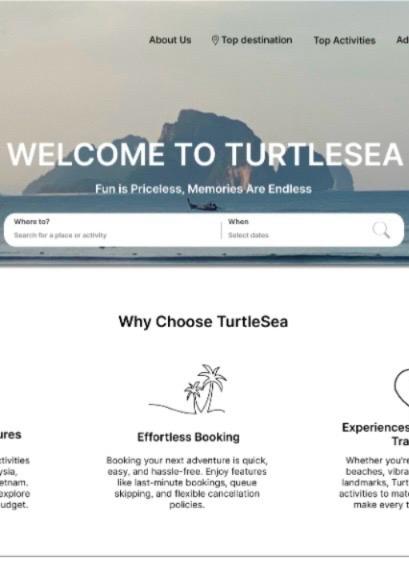 About Us
Top destination
Top Activities
Ad
WELCOME TO TURTLESEA
Fun is Priceless, Memories Are Endless
Where to?
Search for a place or activity
When
Select dates
Why Choose TurtleSea
ures
ctivities
ysia,
etnam.
explore
udget.
Effortless Booking
Booking your next adventure is quick,
easy, and hassle-free. Enjoy features
like last-minute bookings, queue
skipping, and flexible cancellation
policies.
Experiences
Tra
Whether you're
beaches, vibra
landmarks, Turt
activities to mat
make every t